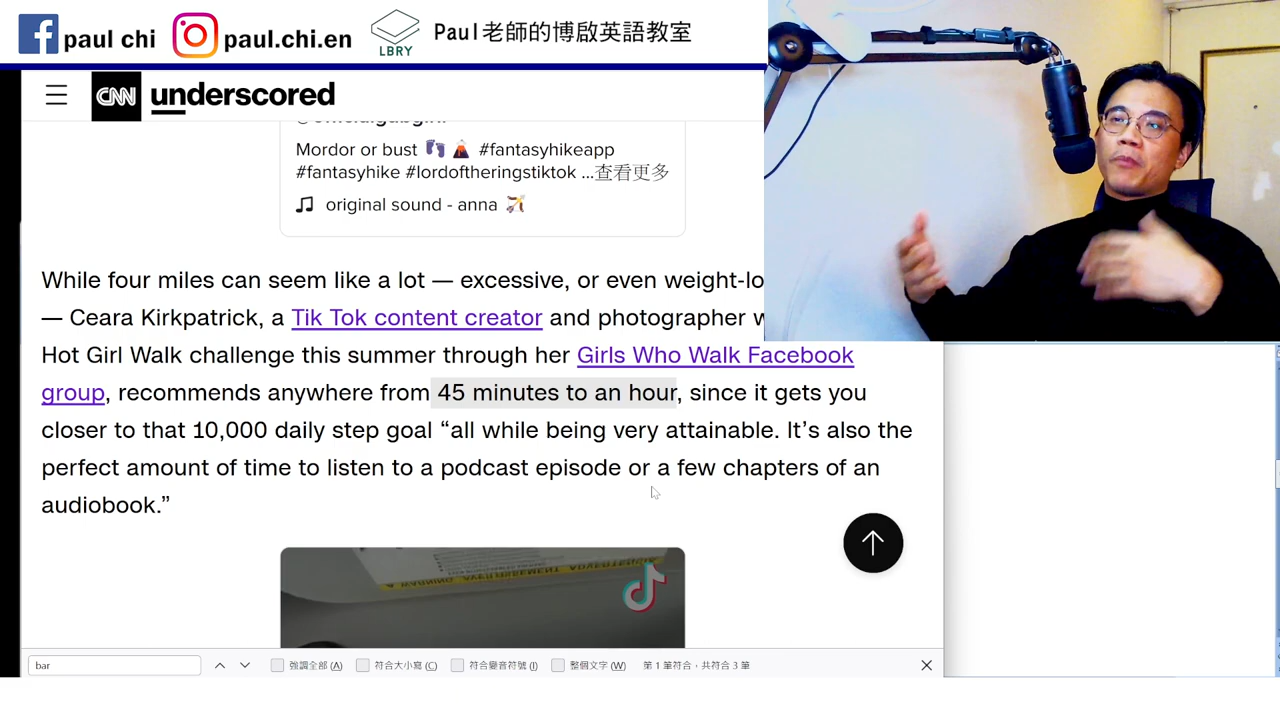 paul chi
paul.chi.en
LBRY
Paul老師的博啟英語教室
CNN underscored
Mordor or bust 👣 🌋 #fantasyhikeapp
#fantasyhike #lordoftheringstiktok ...查看更多
original sound - anna
While four miles can seem like a lot — excessive, or even
— Ceara Kirkpatrick, a Tik Tok content creator and photographer
Hot Girl Walk challenge this summer through her Girls Who Walk Facebook
group, recommends anywhere from 45 minutes to an hour, since it gets you
closer to that 10,000 daily step goal “all while being very attainable. It’s also the
perfect amount of time to listen to a podcast episode or a few chapters of an
audiobook.”
bar
強調全部 (A)
符合大小寫 (C)
符合變音符號 (I)
整個文字 (W)
第 1 筆符合，共符合 3 筆